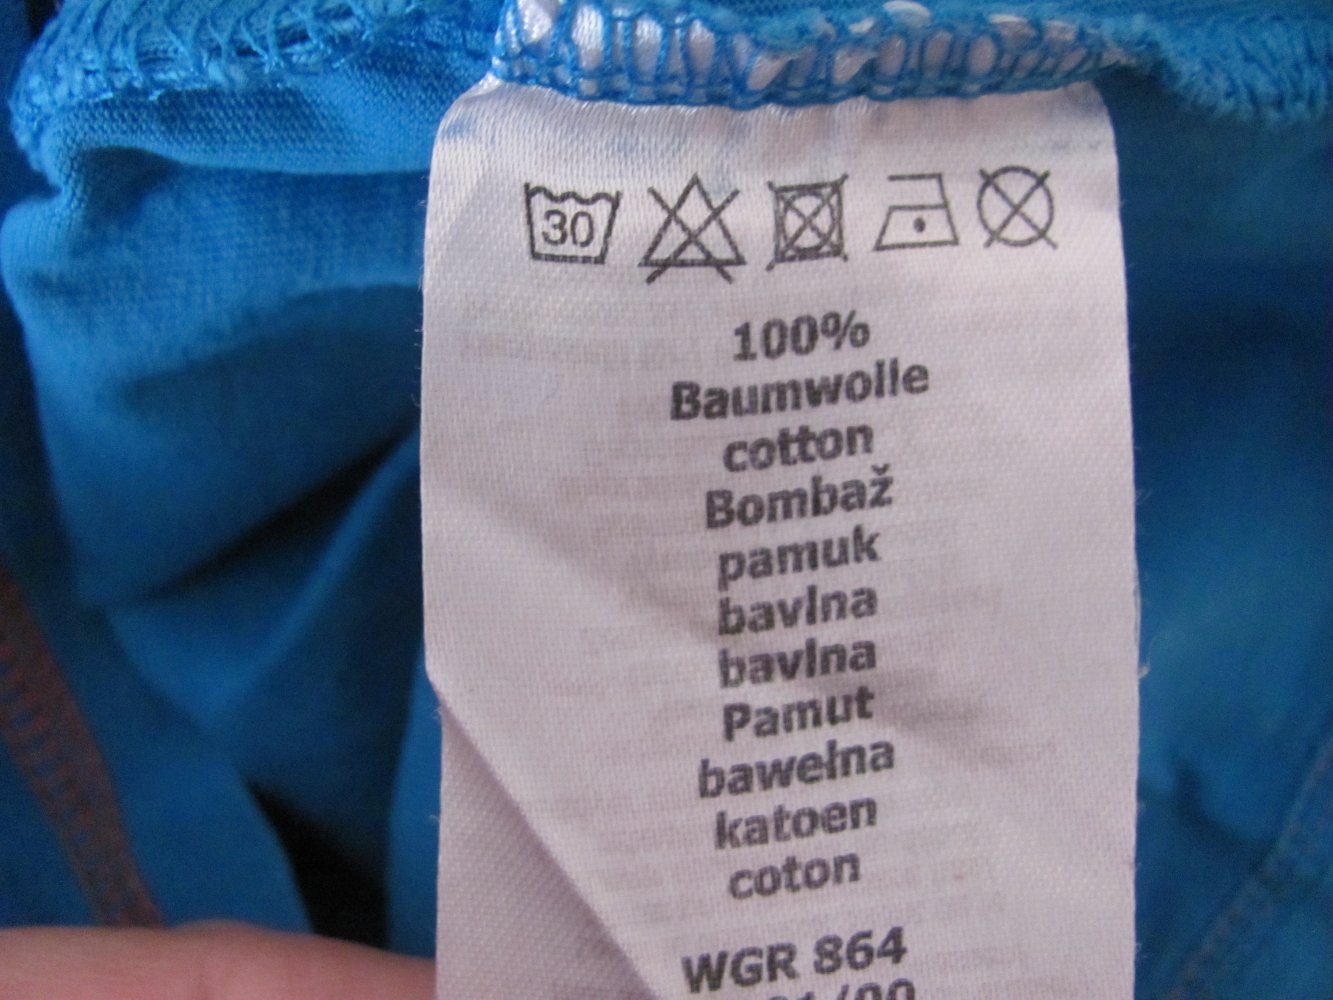 30
100%
Baumwolle
cotton
Bombaž
pamuk
bavlna
bavlna
Pamut
bawełna
katoen
coton
WGR 864